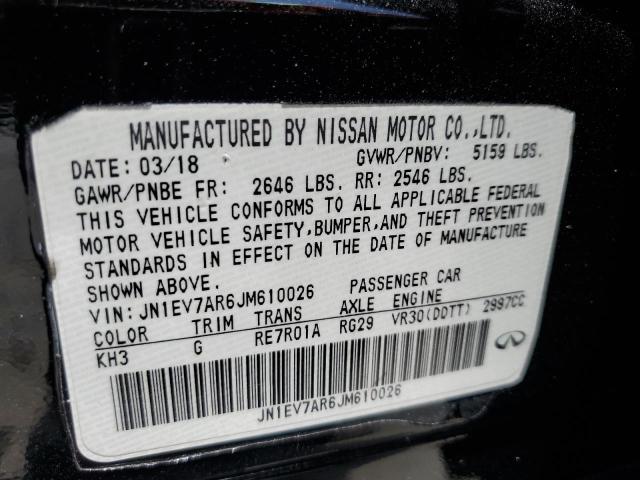 MANUFACTURED BY NISSAN MOTOR CO.,LTD.
DATE: 03/18 GVWR/PNBV: 5159 LBS.
GAWR/PNBE FR: 2646 LBS. RR: 2546 LBS.
THIS VEHICLE CONFORMS TO ALL APPLICABLE FEDERAL
MOTOR VEHICLE SAFETY,BUMPER,AND THEFT PREVENTION
STANDARDS IN EFFECT ON THE DATE OF MANUFACTURE
SHOWN ABOVE.
VIN: JN1EV7AR6JM610026 PASSENGER CAR
COLOR TRIM TRANS AXLE ENGINE
KH3 G RE7R01A RG29 VR30(DDTT) 2997CC
JN1EV7AR6JM610026